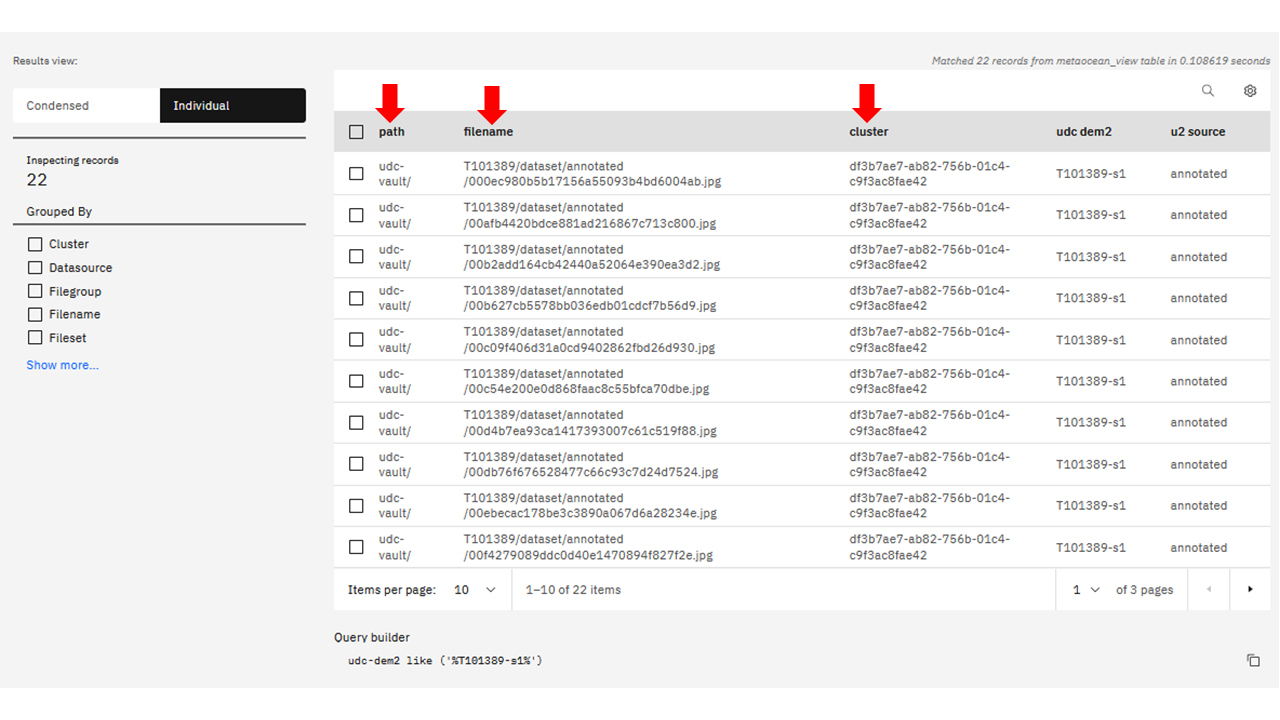 Results view:
Matched 22 records from metaocean_view table in 0.108619 seconds
Condensed
Individual
Inspecting records
22
Grouped By
Cluster
Datasource
Filegroup
Filename
Fileset
Show more...
path filename cluster udc dem2 u2 source
udc- T101389/dataset/annotated df3b7ae7-ab82-756b-01c4- T101389-s1 annotated
vault/ /000ec980b5b17156a55093b4bd6004ab.jpg c9f3ac8fae42
udc- T101389/dataset/annotated df3b7ae7-ab82-756b-01c4- T101389-s1 annotated
vault/ /00afb4420bdce881ad216867c713c800.jpg c9f3ac8fae42
udc- T101389/dataset/annotated df3b7ae7-ab82-756b-01c4- T101389-s1 annotated
vault/ /00b2add164cb42440a52064e390ea3d2.jpg c9f3ac8fae42
udc- T101389/dataset/annotated df3b7ae7-ab82-756b-01c4- T101389-s1 annotated
vault/ /00b627cb5578bb036edb01cdcf7b56d9.jpg c9f3ac8fae42
udc- T101389/dataset/annotated df3b7ae7-ab82-756b-01c4- T101389-s1 annotated
vault/ /00c09f406d31a0cd9402862fbd26d930.jpg c9f3ac8fae42
udc- T101389/dataset/annotated df3b7ae7-ab82-756b-01c4- T101389-s1 annotated
vault/ /00c54e200e0d868faac8c55bfca70dbe.jpg c9f3ac8fae42
udc- T101389/dataset/annotated df3b7ae7-ab82-756b-01c4- T101389-s1 annotated
vault/ /00d4b7ea93ca1417393007c61c519f88.jpg c9f3ac8fae42
udc- T101389/dataset/annotated df3b7ae7-ab82-756b-01c4- T101389-s1 annotated
vault/ /00db76f676528477c66c93c7d24d7524.jpg c9f3ac8fae42
udc- T101389/dataset/annotated df3b7ae7-ab82-756b-01c4- T101389-s1 annotated
vault/ /00ebecac178be3c3890a067d6a28234e.jpg c9f3ac8fae42
udc- T101389/dataset/annotated df3b7ae7-ab82-756b-01c4- T101389-s1 annotated
vault/ /00f4279089ddc0d40e1470894f827f2e.jpg c9f3ac8fae42
Items per page: 10 1–10 of 22 items 1 of 3 pages
Query builder
udc-dem2 like ('%T101389-s1%')